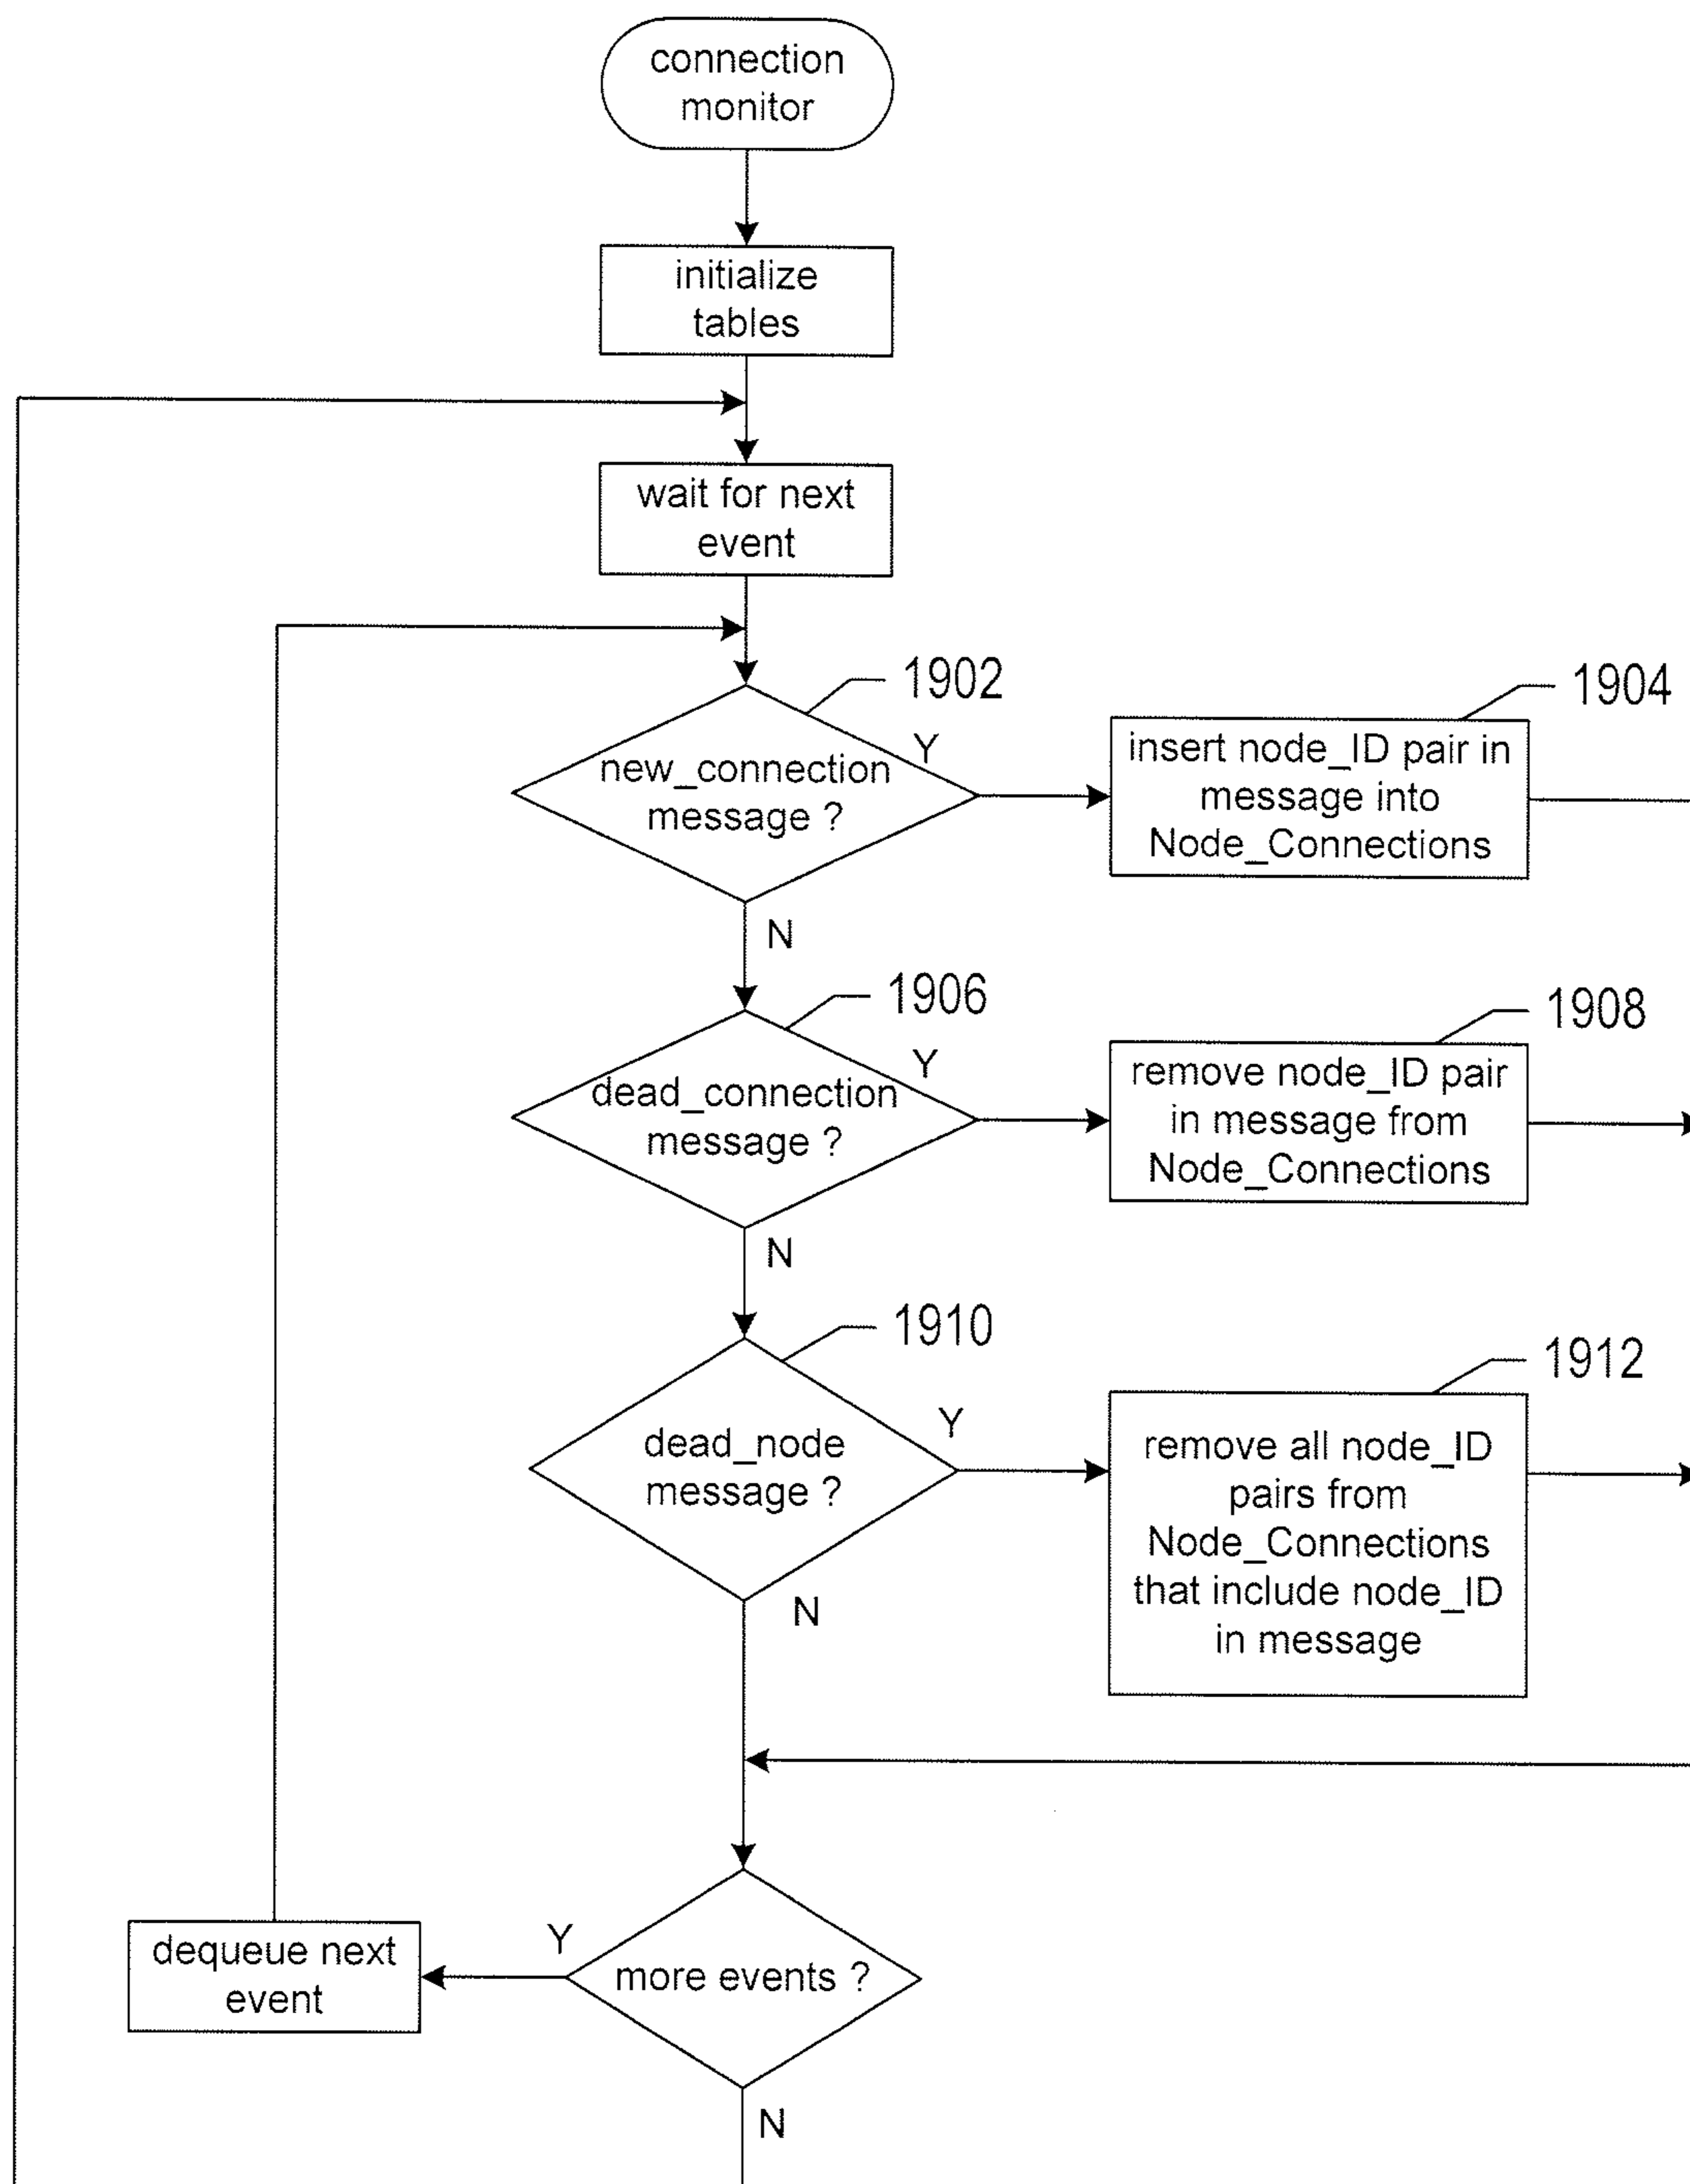 connection
monitor
initialize
tables
wait for next
event
1902
new_connection
message ?
Y
N
1904
insert node_ID pair in
message into
Node_Connections
1906
dead_connection
message ?
Y
N
1908
remove node_ID pair
in message from
Node_Connections
1910
dead_node
message ?
Y
N
1912
remove all node_ID
pairs from
Node_Connections
that include node_ID
in message
more events ?
Y
N
dequeue next
event